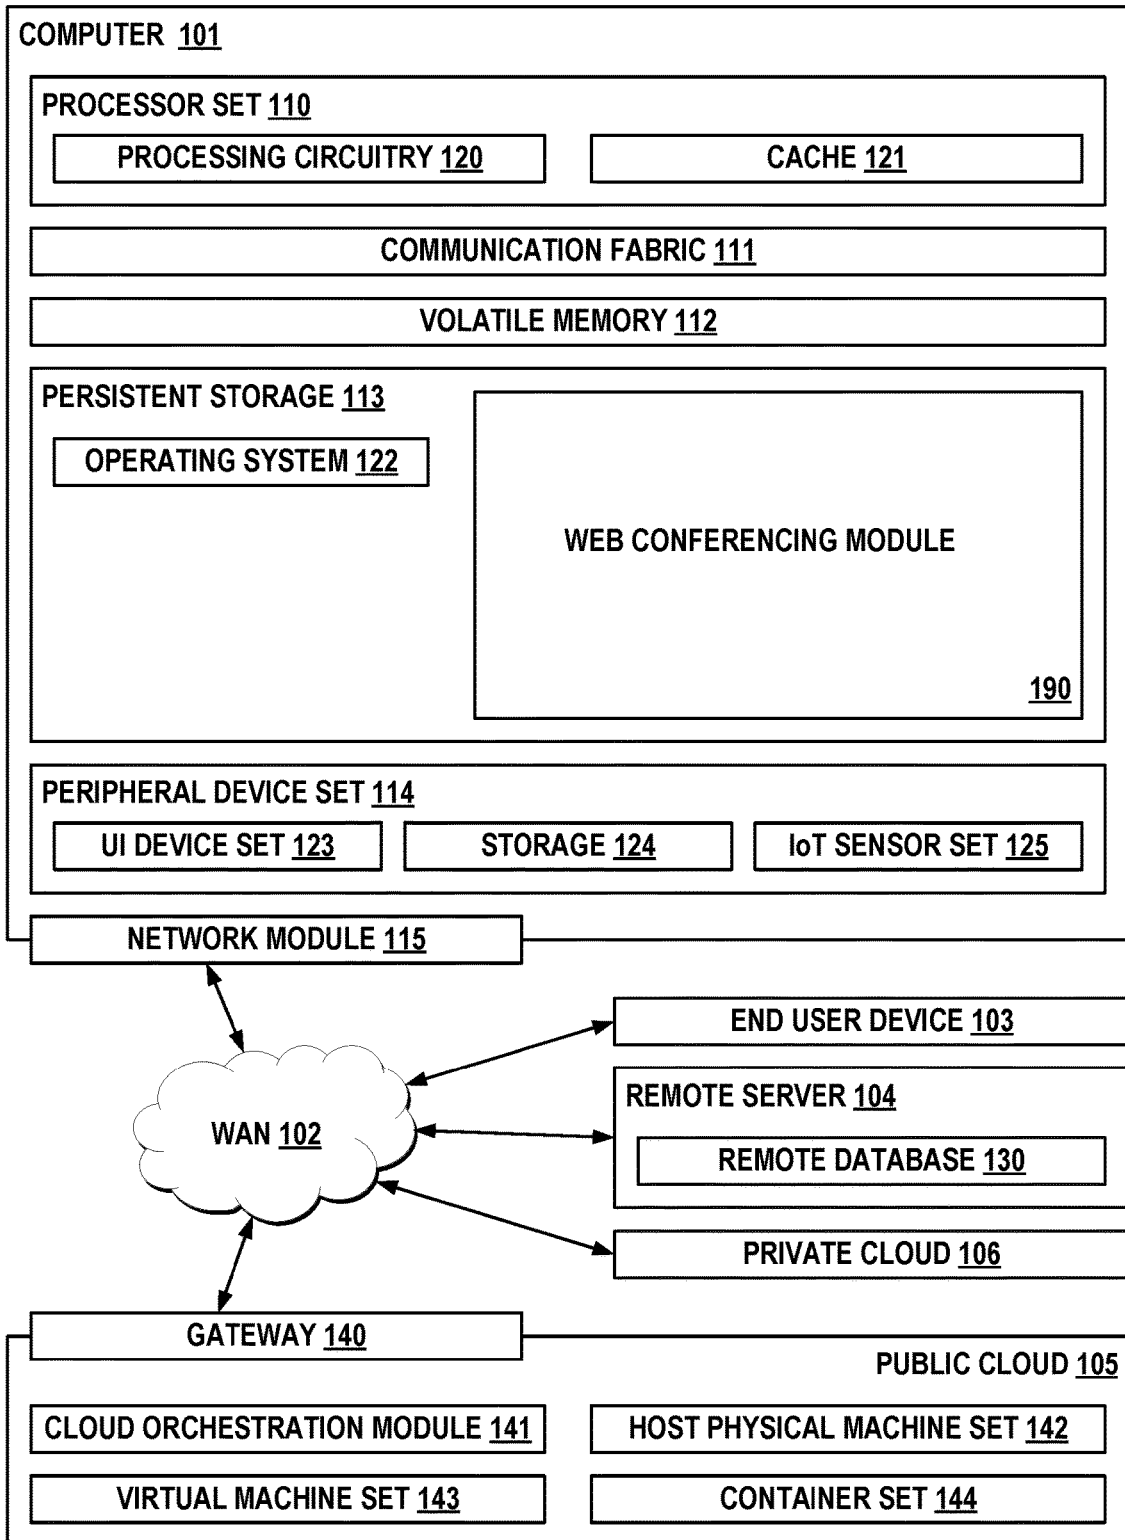 COMPUTER 101
PROCESSOR SET 110
PROCESSING CIRCUITRY 120
CACHE 121
COMMUNICATION FABRIC 111
VOLATILE MEMORY 112
PERSISTENT STORAGE 113
OPERATING SYSTEM 122
WEB CONFERENCING MODULE
190
PERIPHERAL DEVICE SET 114
UI DEVICE SET 123
STORAGE 124
IoT SENSOR SET 125
NETWORK MODULE 115
END USER DEVICE 103
REMOTE SERVER 104
WAN 102
REMOTE DATABASE 130
PRIVATE CLOUD 106
GATEWAY 140
PUBLIC CLOUD 105
CLOUD ORCHESTRATION MODULE 141
HOST PHYSICAL MACHINE SET 142
VIRTUAL MACHINE SET 143
CONTAINER SET 144